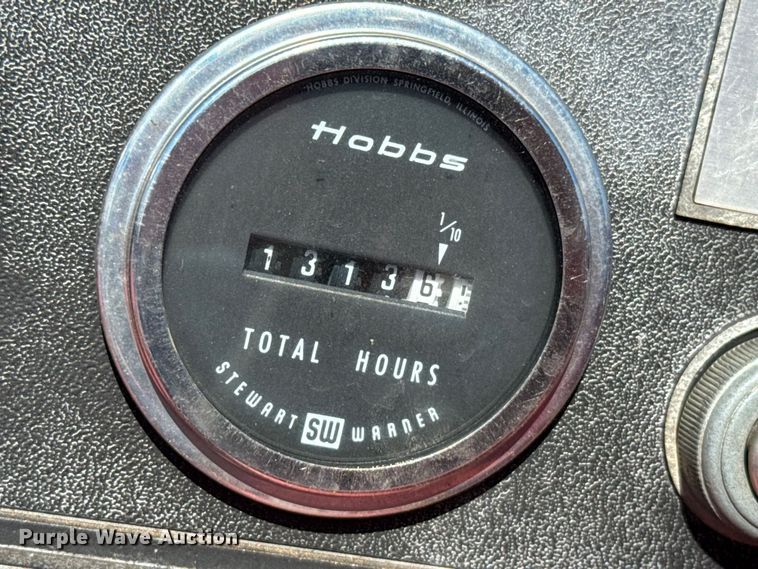 HOBBS DIVISION SPRINGFIELD, ILLINOIS
Hobbs
1/10
1 3 1 3 6
TOTAL HOURS
STEWART SW WARNER
Purple Wave Auction